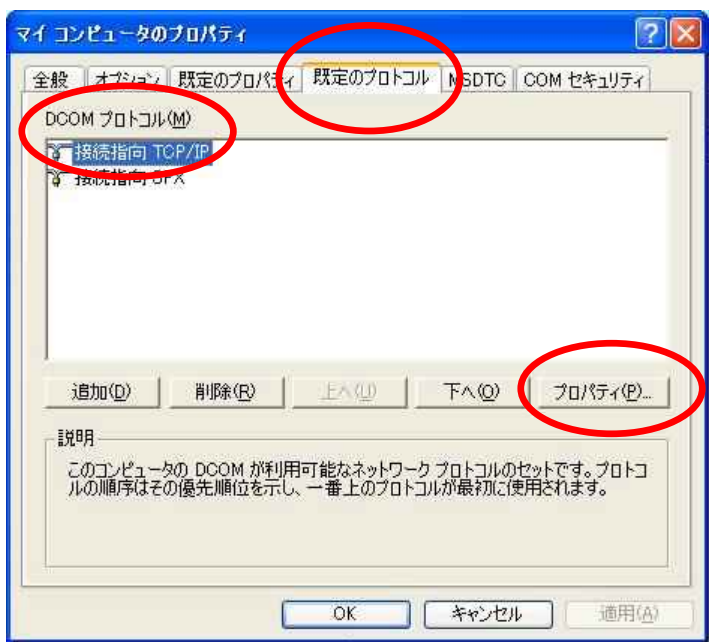 マイ コンピュータのプロパティ
全般 オプション 既定のプロパティ 既定のプロトコル MSDTC COM セキュリティ
DCOM プロトコル(M)
接続指向 TCP/IP
接続指向 SPX
追加(D) 削除(R) 上へ(U) 下へ(O) プロパティ(P)...
説明
このコンピュータの DCOM が利用可能なネットワーク プロトコルのセットです。プロトコ
ルの順序はその優先順位を示し、一番上のプロトコルが最初に使用されます。
OK キャンセル 適用(A)